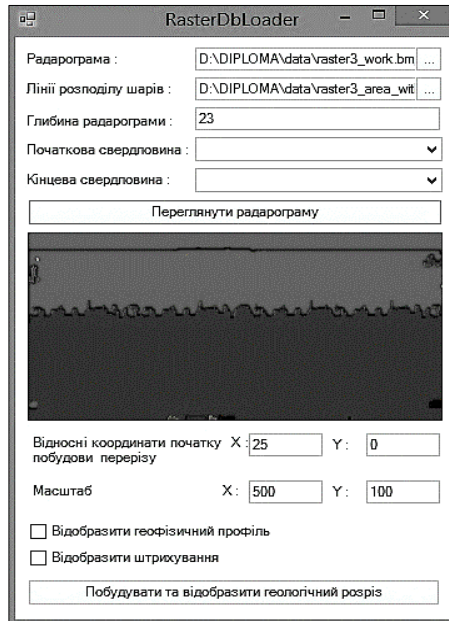 RasterDbLoader
Радарограма : D:\DIPLOMA\data\raster3_work.bm ...
Лінії розподілу шарів : D:\DIPLOMA\data\raster3_area_wit ...
Глибина радарограми : 23
Початкова свердловина :
Кінцева свердловина :
Переглянути радарограму
Відносні координати початку X : 25 Y : 0
побудови перерізу
Масштаб X : 500 Y : 100
Відобразити геофізичний профіль
Відобразити штрихування
Побудувати та відобразити геологічний розріз